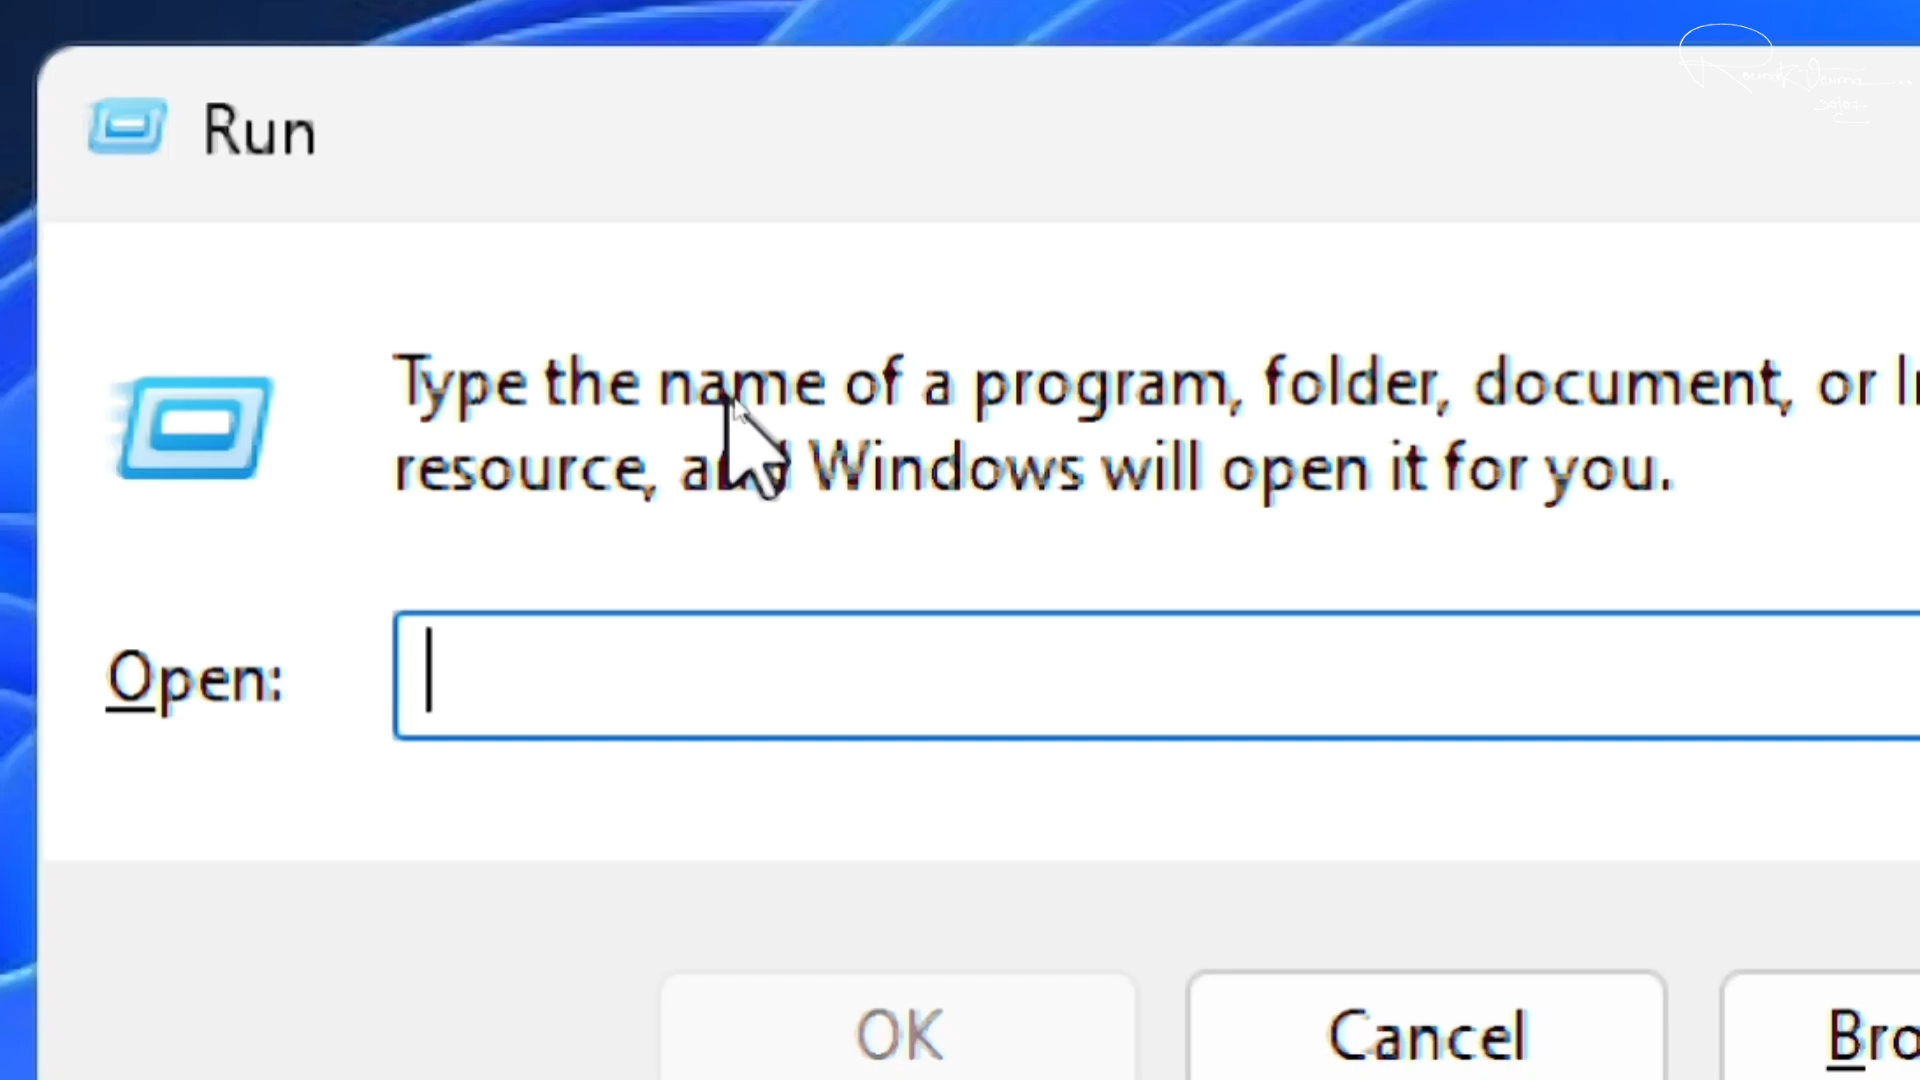 Run
Type the name of a program, folder, document, or I
resource, and Windows will open it for you.
Open:
OK
Cancel
Bro